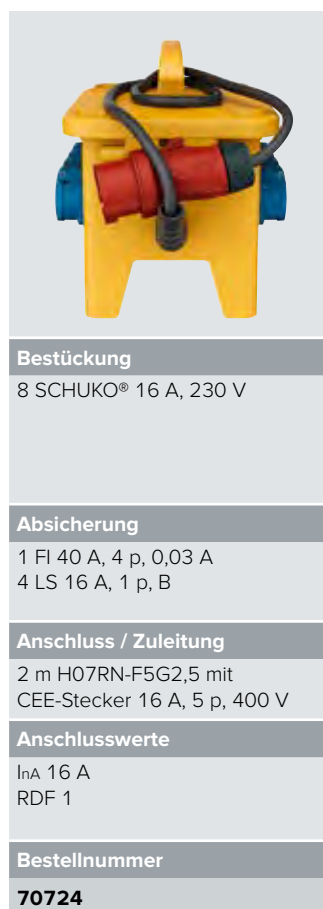 Bestückung
8 SCHUKO® 16 A, 230 V
Absicherung
1 FI 40 A, 4 p, 0,03 A
4 LS 16 A, 1 p, B
Anschluss / Zuleitung
2 m H07RN-F5G2,5 mit
CEE-Stecker 16 A, 5 p, 400 V
Anschlusswerte
InA 16 A
RDF 1
Bestellnummer
70724